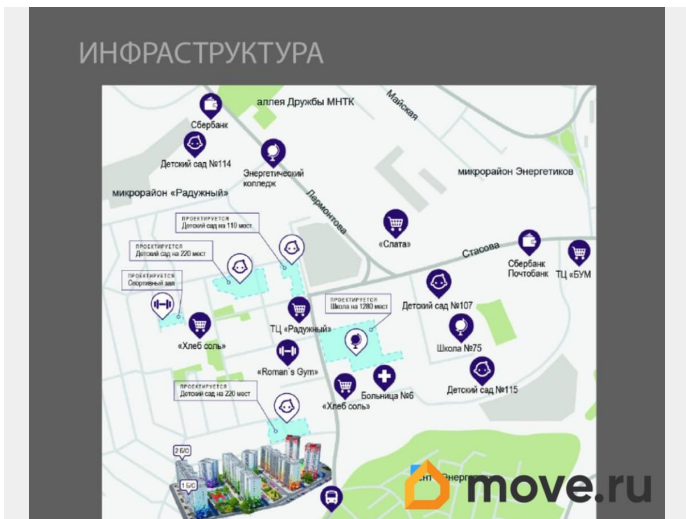 ИНФРАСТРУКТУРА
аллея Дружбы МНТК
Майская
Сбербанк
Детский сад №114
Энергетический
колледж
микрорайон Энергетиков
микрорайон «Радужный»
Лермонтова
ПРОЕКТИРУЕТСЯ
Детский сад на 110 мест
«Слата»
Стасова
ПРОЕКТИРУЕТСЯ
Детский сад на 220 мест
Сбербанк
Почтобанк
ТЦ «БУМ
ПРОЕКТИРУЕТСЯ
Спортивный зал
ПРОЕКТИРУЕТСЯ
Школа на 1280 мест
Детский сад №107
ТЦ «Радужный»
«Хлеб соль»
Школа №75
«Roman`s Gym»
ПРОЕКТИРУЕТСЯ
Детский сад на 220 мест
Больница №6
Детский сад №115
«Хлеб соль»
2 Б/С
1 Б/С
move.ru